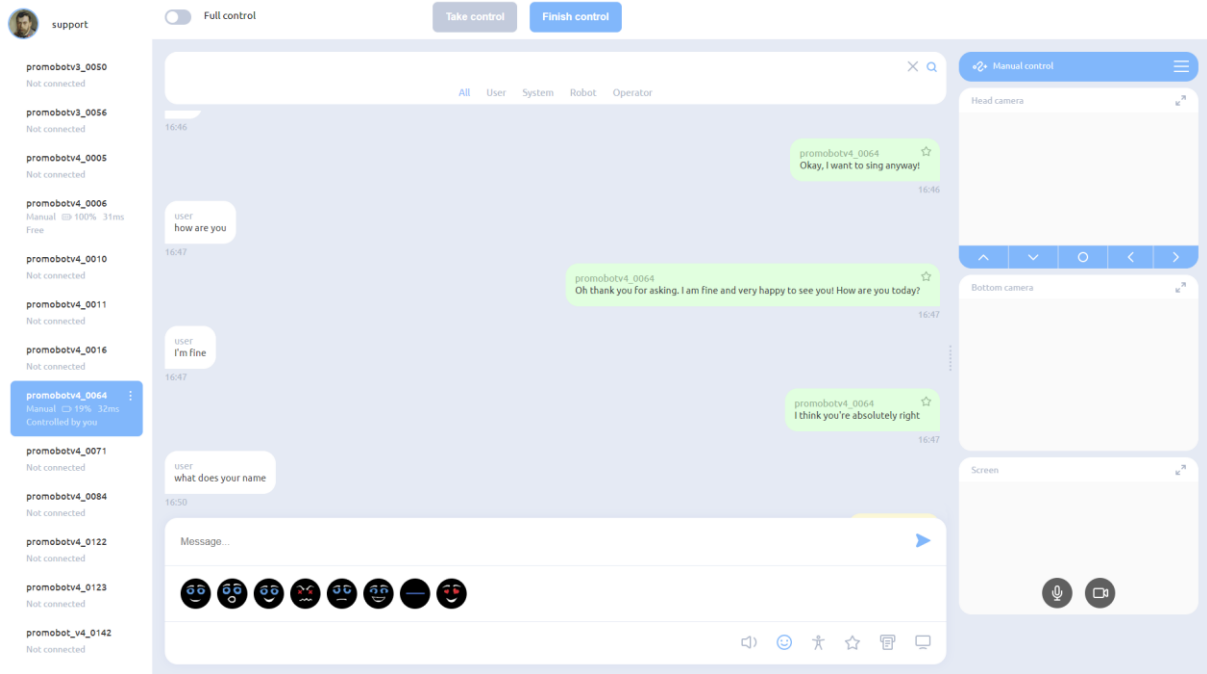 support
promobotv3_0050
Not connected
promobotv3_0056
Not connected
promobotv4_0005
Not connected
promobotv4_0006
Manual 100% 31ms
Free
promobotv4_0010
Not connected
promobotv4_0011
Not connected
promobotv4_0016
Not connected
promobotv4_0064
Manual 19% 32ms
Controlled by you
promobotv4_0071
Not connected
promobotv4_0084
Not connected
promobotv4_0122
Not connected
promobotv4_0123
Not connected
promobot_v4_0142
Not connected
Full control
Take control
Finish control
All User System Robot Operator
16:46
promobotv4_0064
Okay, I want to sing anyway!
16:46
user
how are you
16:47
promobotv4_0064
Oh thank you for asking. I am fine and very happy to see you! How are you today?
16:47
user
I'm fine
16:47
promobotv4_0064
I think you're absolutely right
16:47
user
what does your name
16:50
Message...
Manual control
Head camera
Bottom camera
Screen